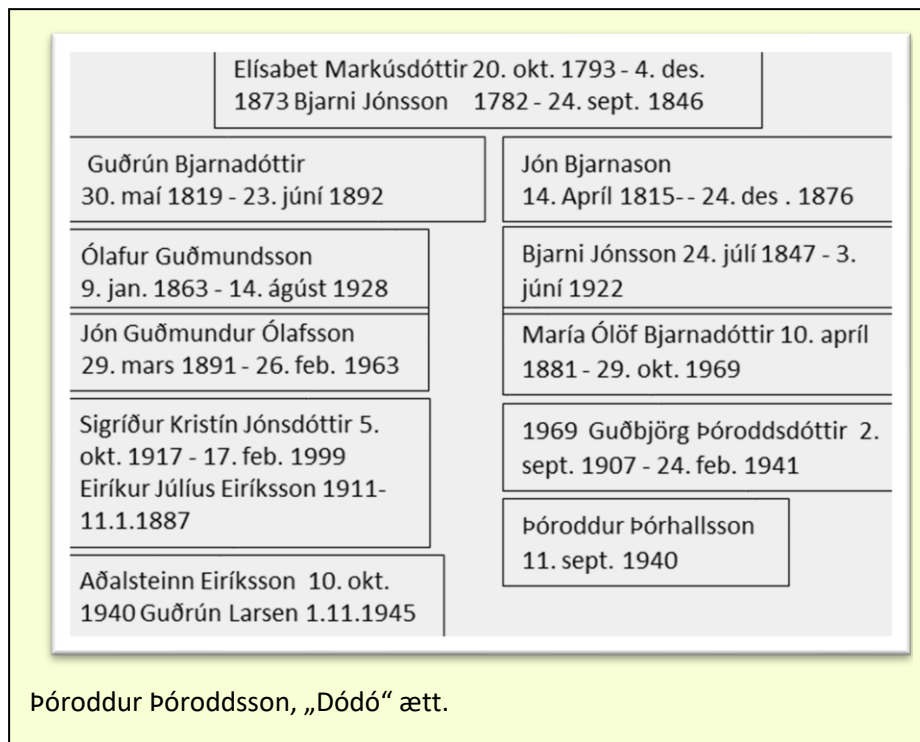 Elísabet Markúsdóttir 20. okt. 1793 - 4. des.
1873 Bjarni Jónsson 1782 - 24. sept. 1846
Guðrún Bjarnadóttir
30. maí 1819 - 23. júní 1892
Jón Bjarnason
14. Apríl 1815-- 24. des . 1876
Ólafur Guðmundsson
9. jan. 1863 - 14. ágúst 1928
Bjarni Jónsson 24. júlí 1847 - 3.
júní 1922
Jón Guðmundur Ólafsson
29. mars 1891 - 26. feb. 1963
María Ólöf Bjarnadóttir 10. apríl
1881 - 29. okt. 1969
Sigríður Kristín Jónsdóttir 5.
okt. 1917 - 17. feb. 1999
Eiríkur Júlíus Eiríksson 1911-
11.1.1887
1969 Guðbjörg Þóroddsdóttir 2.
sept. 1907 - 24. feb. 1941
Þóroddur Þórhallsson
11. sept. 1940
Aðalsteinn Eiríksson 10. okt.
1940 Guðrún Larsen 1.11.1945
Þóroddur Þóroddsson, „Dódó“ ætt.